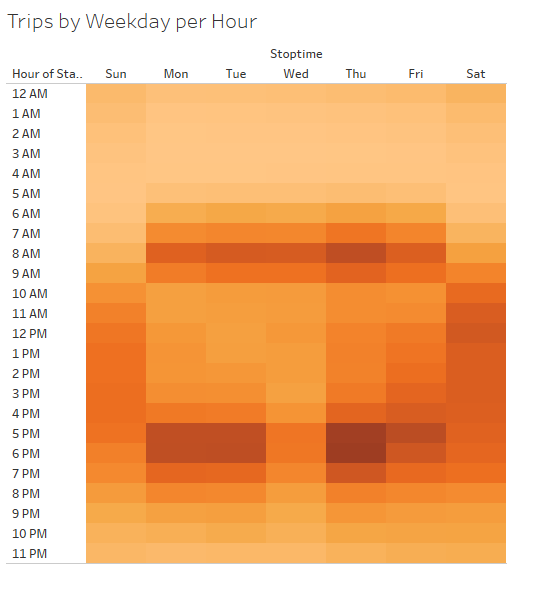 Trips by Weekday per Hour
Stoptime
Hour of Sta.. Sun Mon Tue Wed Thu Fri Sat
12 AM
1 AM
2 AM
3 AM
4 AM
5 AM
6 AM
7 AM
8 AM
9 AM
10 AM
11 AM
12 PM
1 PM
2 PM
3 PM
4 PM
5 PM
6 PM
7 PM
8 PM
9 PM
10 PM
11 PM